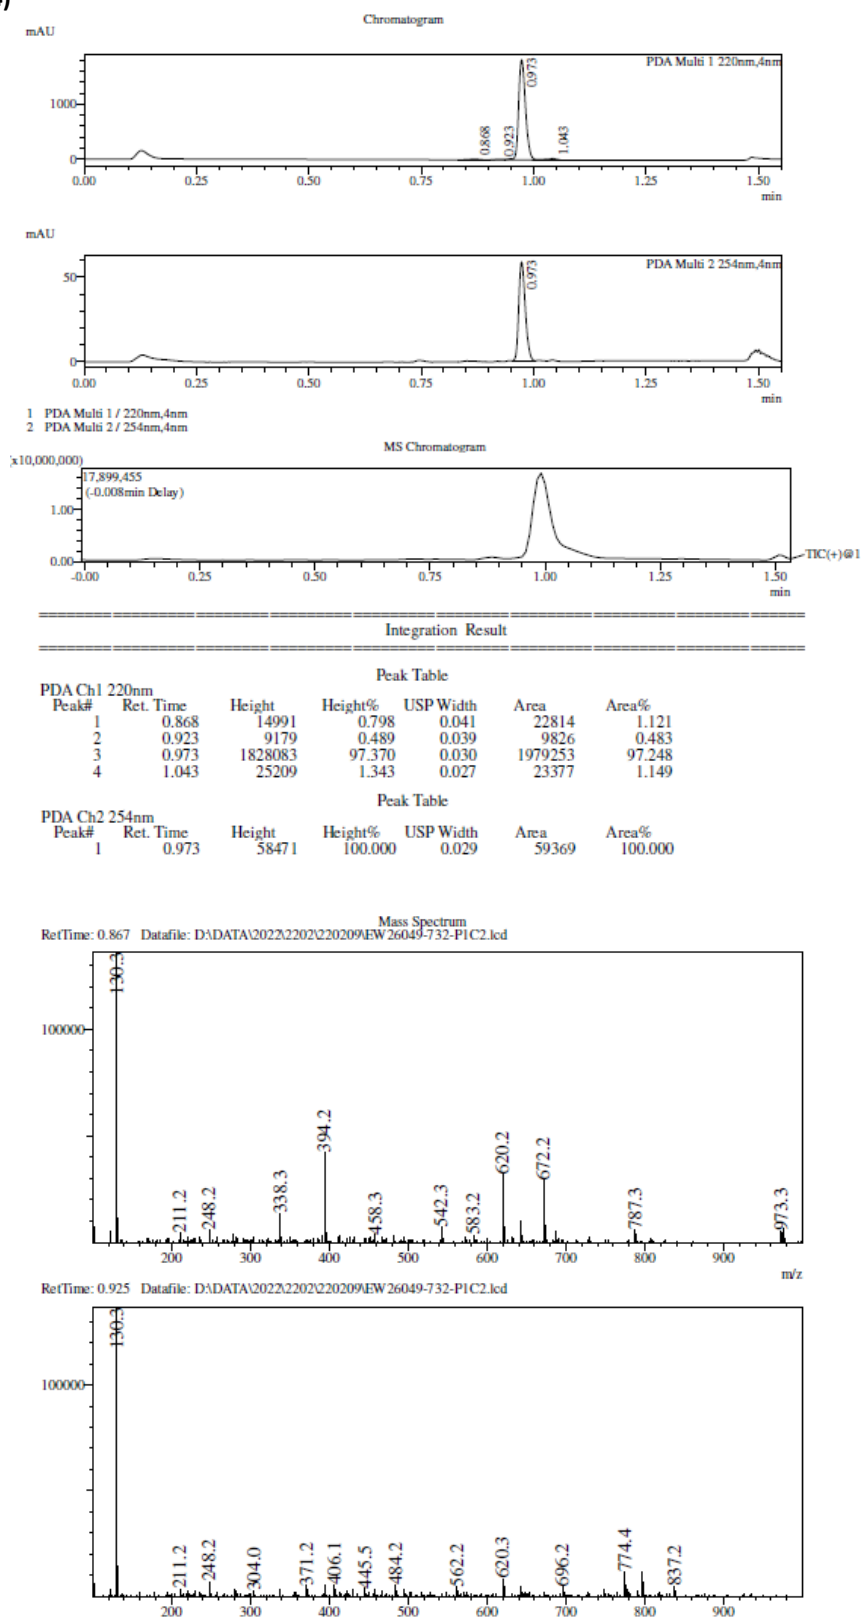 )
Chromatogram
mAU
PDA Multi 1 220nm,4nm
1000
0
0.868
0.923
0.973
1.043
0.00 0.25 0.50 0.75 1.00 1.25 1.50
min
mAU
PDA Multi 2 254nm,4nm
50
0
0.973
0.00 0.25 0.50 0.75 1.00 1.25 1.50
min
1 PDA Multi 1 / 220nm,4nm
2 PDA Multi 2 / 254nm,4nm
MS Chromatogram
(x10,000,000)
17,899,455
(-0.008min Delay)
1.00
0.00
TIC(+)@1
-0.00 0.25 0.50 0.75 1.00 1.25 1.50
min
Integration Result
Peak Table
PDA Ch1 220nm
Peak# Ret. Time Height Height% USP Width Area Area%
1 0.868 14991 0.798 0.041 22814 1.121
2 0.923 9179 0.489 0.039 9826 0.483
3 0.973 1828083 97.370 0.030 1979253 97.248
4 1.043 25209 1.343 0.027 23377 1.149
Peak Table
PDA Ch2 254nm
Peak# Ret. Time Height Height% USP Width Area Area%
1 0.973 58471 100.000 0.029 59369 100.000
Mass Spectrum
RetTime: 0.867 Datafile: D:\DATA\2022\2202\220209\EW26049-732-P1C2.lcd
100000
130.3
211.2
248.2
338.3
394.2
458.3
542.3
583.2
620.2
672.2
787.3
973.3
200 300 400 500 600 700 800 900
m/z
RetTime: 0.925 Datafile: D:\DATA\2022\2202\220209\EW26049-732-P1C2.lcd
100000
130.3
211.2
248.2
304.0
371.2
406.1
445.5
484.2
562.2
620.3
696.2
774.4
837.2
200 300 400 500 600 700 800 900